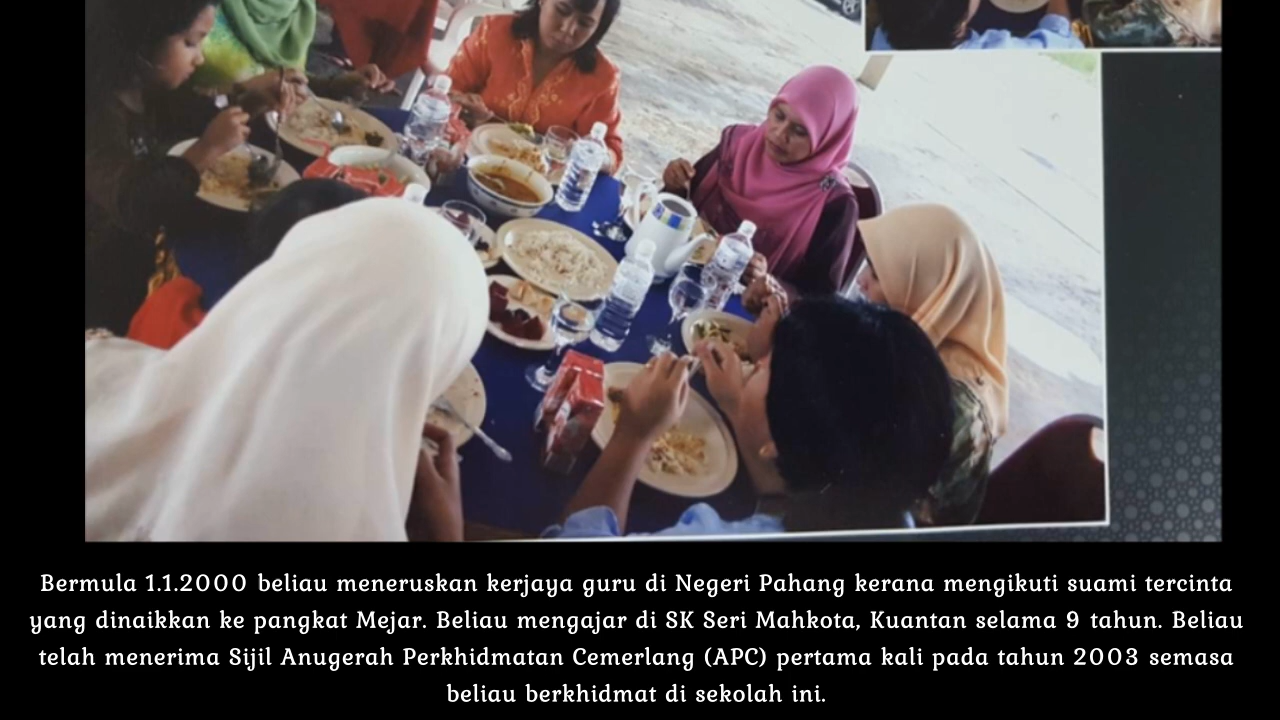 Bermula 1.1.2000 beliau meneruskan kerjaya guru di Negeri Pahang kerana mengikuti suami tercinta
yang dinaikkan ke pangkat Mejar. Beliau mengajar di SK Seri Mahkota, Kuantan selama 9 tahun. Beliau
telah menerima Sijil Anugerah Perkhidmatan Cemerlang (APC) pertama kali pada tahun 2003 semasa
beliau berkhidmat di sekolah ini.